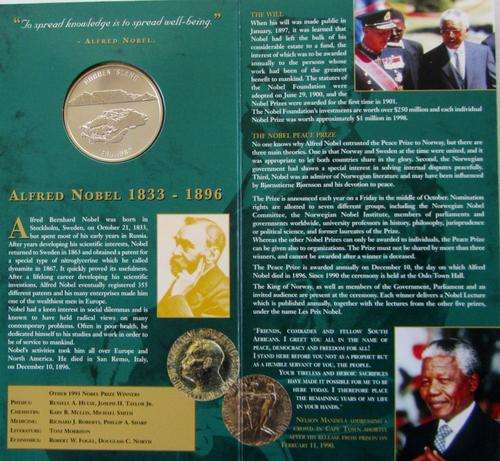 "To spread knowledge is to spread well-being."
ALFRED NOBEL.
ROBBEN ISLAND
ALFRED NOBEL 1833 - 1896
Alfred Bernhard Nobel was born in
Stockholm, Sweden, on October 21, 1833,
but spent most of his early years in Russia.
After years developing his scientific interests, Nobel
returned to Sweden in 1863 and obtained a patent for
a special type of nitroglycerine which he called
dynamite in 1867. It quickly proved its usefulness.
After a lifelong career developing his scientific
inventions, Alfred Nobel eventually registered 355
different patents and his many enterprises made him
one of the wealthiest men in Europe.
Nobel had a keen interest in social dilemmas and is
known to have held radical views on many
contemporary problems. Often in poor health, he
dedicated himself to his studies and work in order to
be of service to mankind.
Nobel's activities took him all over Europe and
North America. He died in San Remo, Italy,
on December 10, 1896.
OTHER 1993 NOBEL PRIZE WINNERS
PHYSICS: RUSSELL A. HULSE, JOSEPH H. TAYLOR JR.
CHEMISTRY: KARY B. MULLIS, MICHAEL SMITH
MEDICINE: RICHARD J. ROBERTS, PHILLIP A. SHARP
LITERATURE: TONI MORRISON
ECONOMICS: ROBERT W. FOGEL, DOUGLASS C. NORTH
THE WILL
When his will was made public in
January, 1897, it was learned that
Nobel had left the bulk of his
considerable estate to a fund, the
interest of which was to be awarded
annually to the persons whose
work had been of the greatest
benefit to mankind. The statutes of
the Nobel Foundation were
adopted on June 29, 1900, and the
Nobel Prizes were awarded for the first time in 1901.
The Nobel Foundation's investments are worth over $250 million and each individual
Nobel Prize was worth approximately $1 million in 1998.
THE NOBEL PEACE PRIZE
No one knows why Alfred Nobel entrusted the Peace Prize to Norway, but there are
three main theories. One is that Norway and Sweden at the time were united, and it
was appropriate to let both countries share in the glory. Second, the Norwegian
government had shown a special interest in solving internal disputes peacefully.
Third, Nobel was an admirer of Norwegian literature and may have been influenced
by Bjørnstjerne Bjørnson and his devotion to peace.
The Prize is announced each year on a Friday in the middle of October. Nomination
rights are allotted to seven different groups, including the Norwegian Nobel
Committee, the Norwegian Nobel Institute, members of parliaments and
governments worldwide, university professors in history, philosophy, jurisprudence
or political science, and former laureates of the Prize.
Whereas the other Nobel Prizes can only be awarded to individuals, the Peace Prize
can be given also to organizations. The Prize must not be shared by more than three
winners, and cannot be awarded after a winner is deceased.
The Peace Prize is awarded annually on December 10, the day on which Alfred
Nobel died in 1896. Since 1990 the ceremony is held at the Oslo Town Hall.
The King of Norway, as well as members of the Government, Parliament and an
invited audience are present at the ceremony. Each winner delivers a Nobel Lecture
which is published annually, together with the lectures from the other five prizes,
under the name Les Prix Nobel.
"FRIENDS, COMRADES AND FELLOW SOUTH
AFRICANS. I GREET YOU ALL IN THE NAME OF
PEACE, DEMOCRACY AND FREEDOM FOR ALL!
I STAND HERE BEFORE YOU NOT AS A PROPHET BUT
AS A HUMBLE SERVANT OF YOU, THE PEOPLE.
YOUR TIRELESS AND HEROIC SACRIFICES
HAVE MADE IT POSSIBLE FOR ME TO BE
HERE TODAY. I THEREFORE PLACE
THE REMAINING YEARS OF MY LIFE
IN YOUR HANDS."
NELSON MANDELA ADDRESSING
A CROWD IN CAPE TOWN SHORTLY
AFTER HIS RELEASE FROM PRISON ON
FEBRUARY 11, 1990.